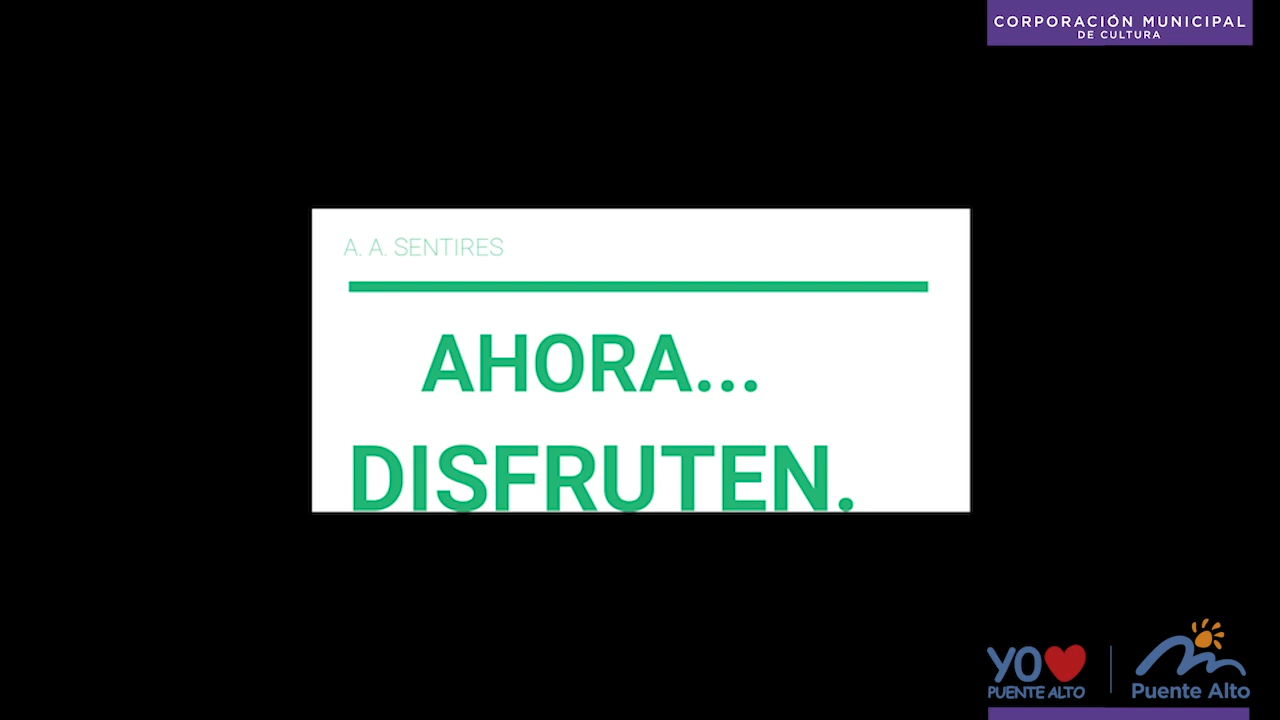 CORPORACIÓN MUNICIPAL
DE CULTURA
A. A. SENTIRES
AHORA...
DISFRUTEN.
YO
PUENTE ALTO
Puente Alto